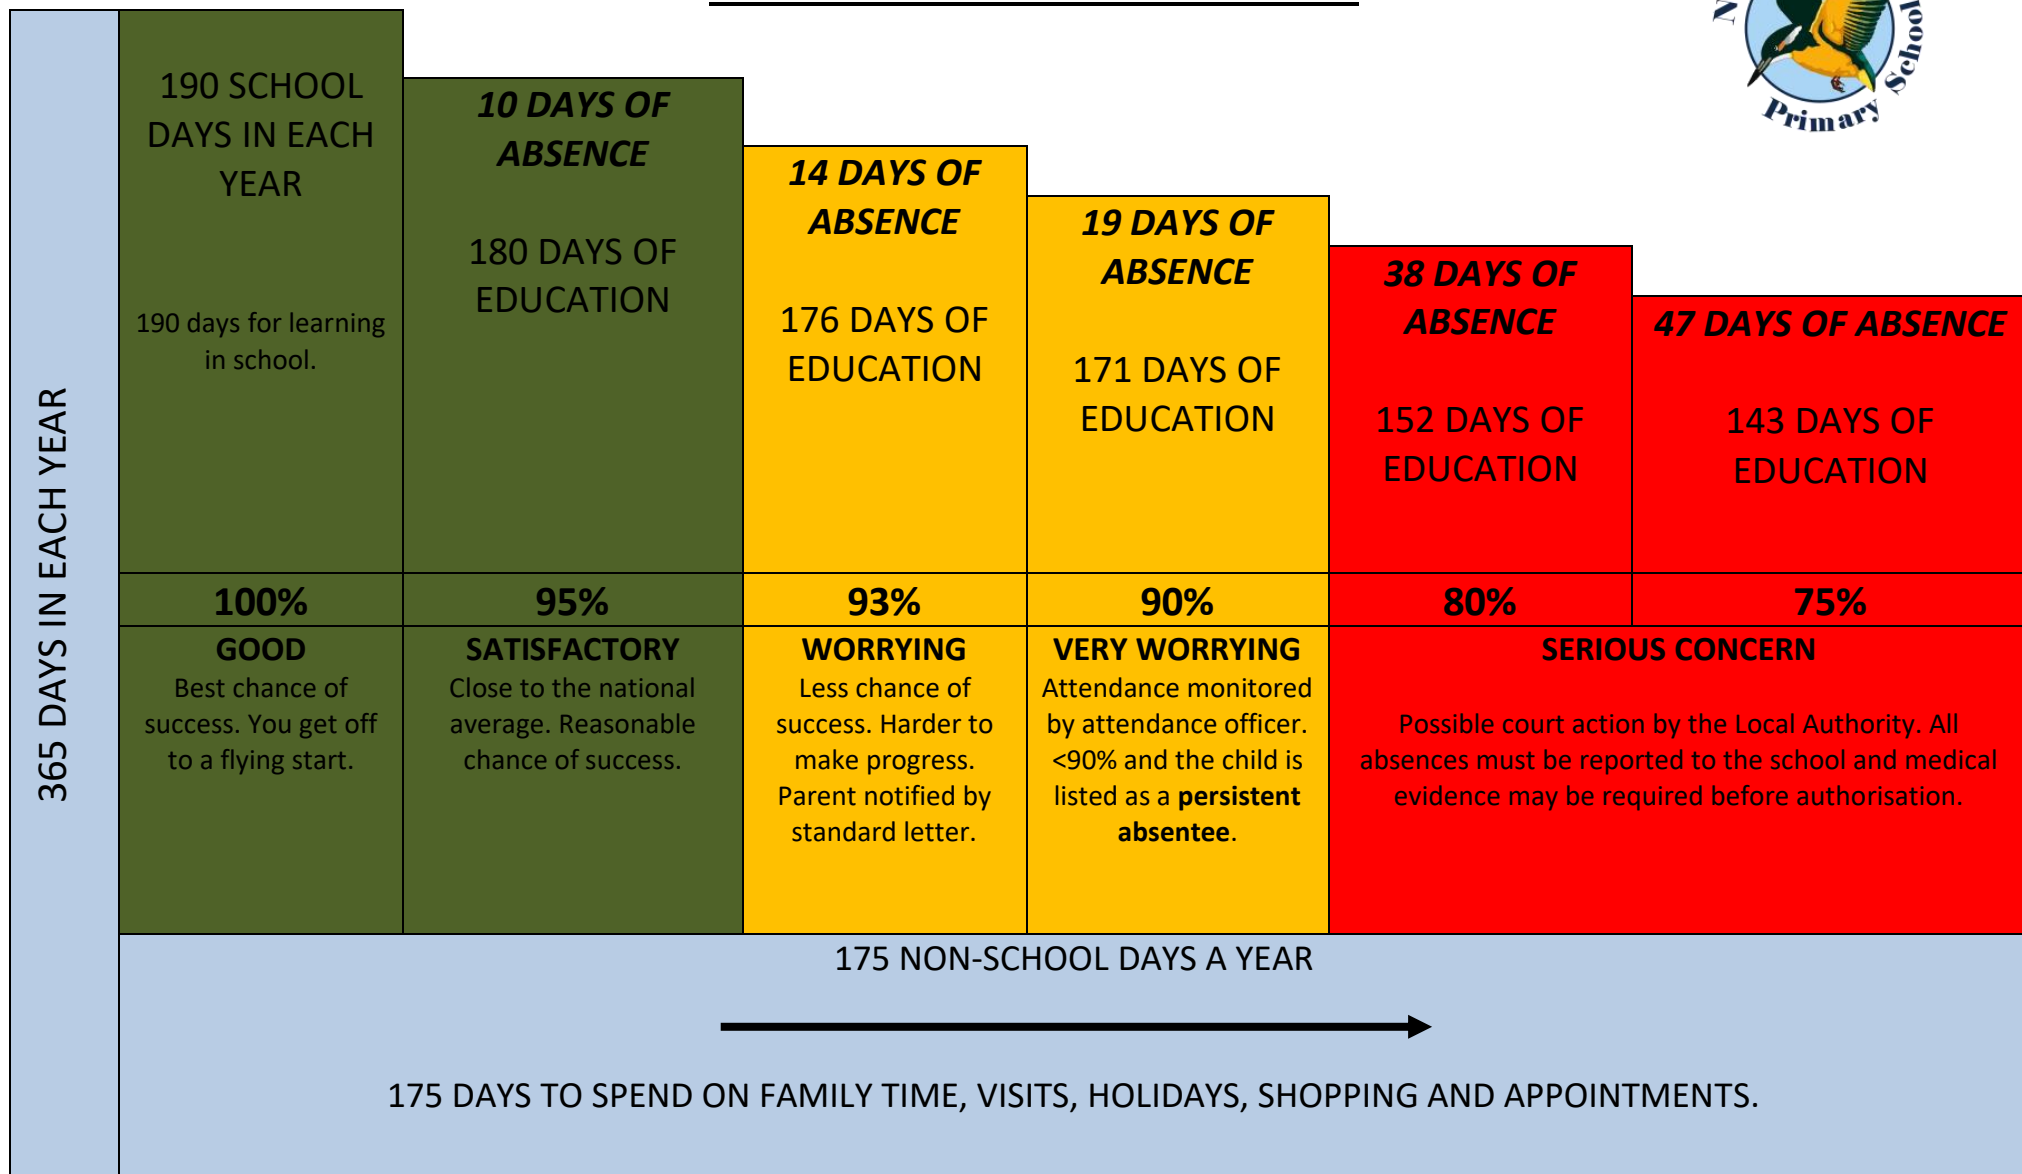 365 DAYS IN EACH YEAR
190 SCHOOL
DAYS IN EACH
YEAR
190 days for learning
in school.
100%
GOOD
Best chance of
success. You get off
to a flying start.
10 DAYS OF
ABSENCE
180 DAYS OF
EDUCATION
95%
SATISFACTORY
Close to the national
average. Reasonable
chance of success.
14 DAYS OF
ABSENCE
176 DAYS OF
EDUCATION
93%
WORRYING
Less chance of
success. Harder to
make progress.
Parent notified by
standard letter.
19 DAYS OF
ABSENCE
171 DAYS OF
EDUCATION
90%
VERY WORRYING
Attendance monitored
by attendance officer.
<90% and the child is
listed as a persistent
absentee.
38 DAYS OF
ABSENCE
152 DAYS OF
EDUCATION
80%
47 DAYS OF ABSENCE
143 DAYS OF
EDUCATION
75%
SERIOUS CONCERN
Possible court action by the Local Authority. All
absences must be reported to the school and medical
evidence may be required before authorisation.
175 NON-SCHOOL DAYS A YEAR
175 DAYS TO SPEND ON FAMILY TIME, VISITS, HOLIDAYS, SHOPPING AND APPOINTMENTS.
Primary School